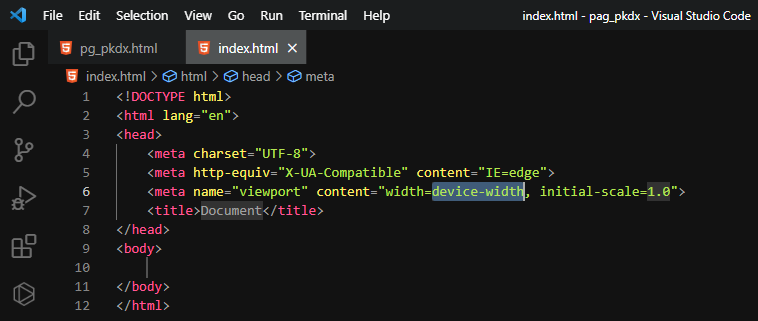 File Edit Selection View Go Run Terminal Help index.html - pag_pkdx - Visual Studio Code
pg_pkdx.html index.html
index.html > html > head > meta
1 <!DOCTYPE html>
2 <html lang="en">
3 <head>
4     <meta charset="UTF-8">
5     <meta http-equiv="X-UA-Compatible" content="IE=edge">
6     <meta name="viewport" content="width=device-width, initial-scale=1.0">
7     <title>Document</title>
8 </head>
9 <body>
10
11 </body>
12 </html>